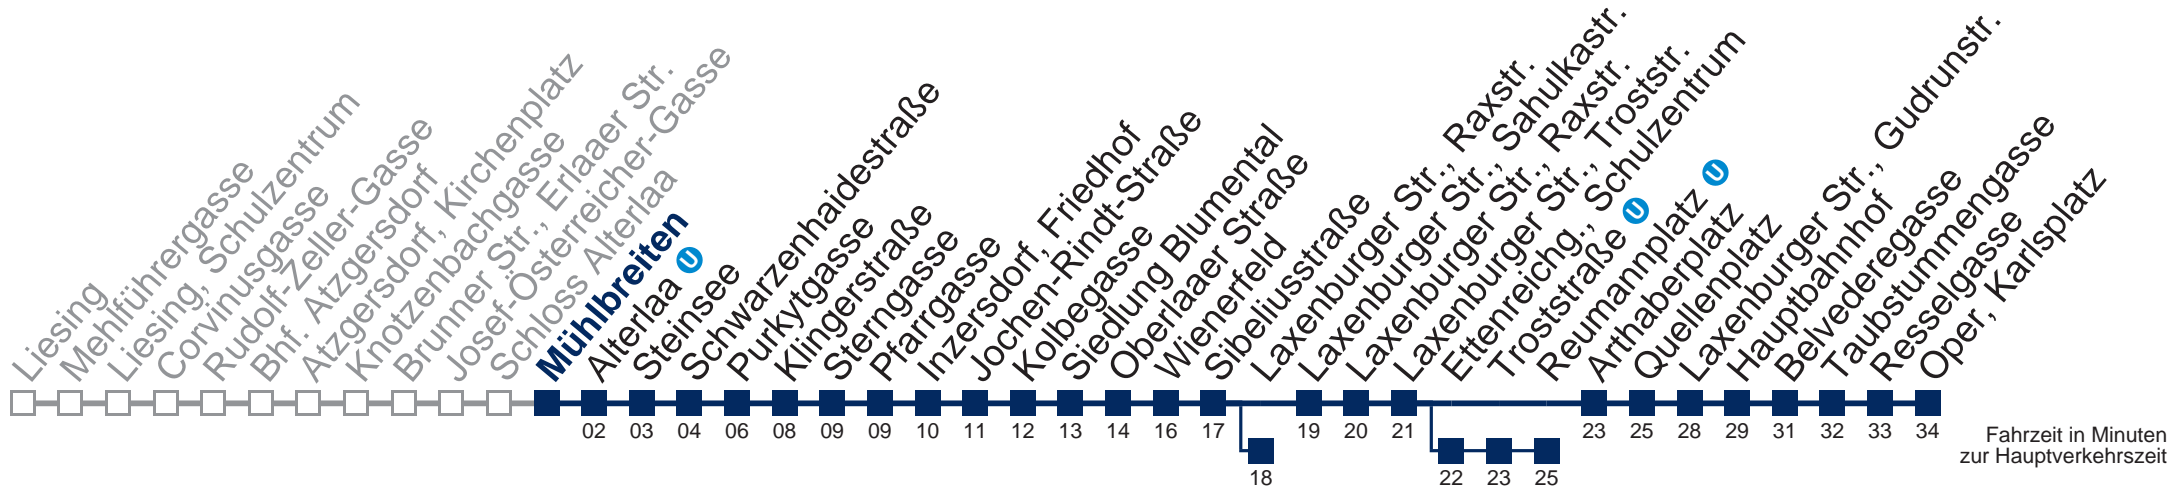 Liesing
Mehlführergasse
Liesing, Schulzentrum
Corvinusgasse
Rudolf-Zeller-Gasse
Bhf. Atzgersdorf
Atzgersdorf, Kirchenplatz
Knotzenbachgasse
Brunner Str., Erlaaer Str.
Josef-Österreicher-Gasse
Schloss Alterlaa
Mühlbreiten
Alterlaa U
Steinsee
Schwarzenhaidestraße
Purkytgasse
Klingerstraße
Sterngasse
Pfarrgasse
Inzersdorf, Friedhof
Jochen-Rindt-Straße
Kolbegasse
Siedlung Blumental
Oberlaaer Straße
Wienerfeld
Sibeliusstraße
Laxenburger Str., Raxstr.
Laxenburger Str., Sahulkastr.
Laxenburger Str., Raxstr.
Laxenburger Str., Troststr.
Ettenreichg., Schulzentrum
Troststraße U
Reumannplatz U
Arthaberplatz
Quellenplatz
Laxenburger Str., Gudrunstr.
Hauptbahnhof
Belvederegasse
Taubstummengasse
Resselgasse
Oper, Karlsplatz
02 03 04 06 08 09 09 10 11 12 13 14 16 17 19 20 21 23 25 28 29 31 32 33 34
18 22 23 25
Fahrzeit in Minuten
zur Hauptverkehrszeit